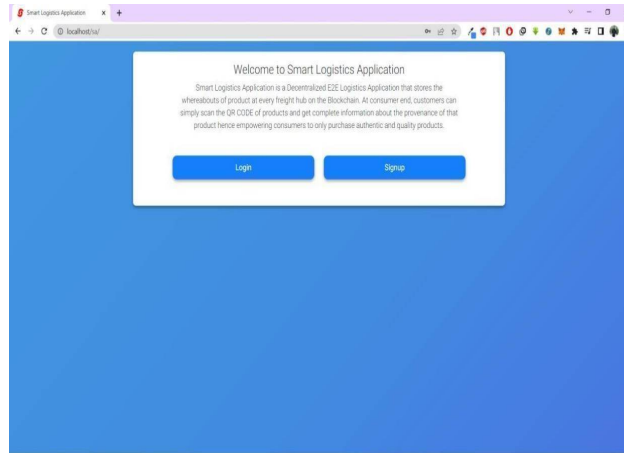 Smart Logistics Application
localhost/sa/
Welcome to Smart Logistics Application
Smart Logistics Application is a Decentralized E2E Logistics Application that stores the
whereabouts of product at every freight hub on the Blockchain. At consumer end, customers can
simply scan the QR CODE of products and get complete information about the provenance of that
product hence empowering consumers to only purchase authentic and quality products.
Login
Signup